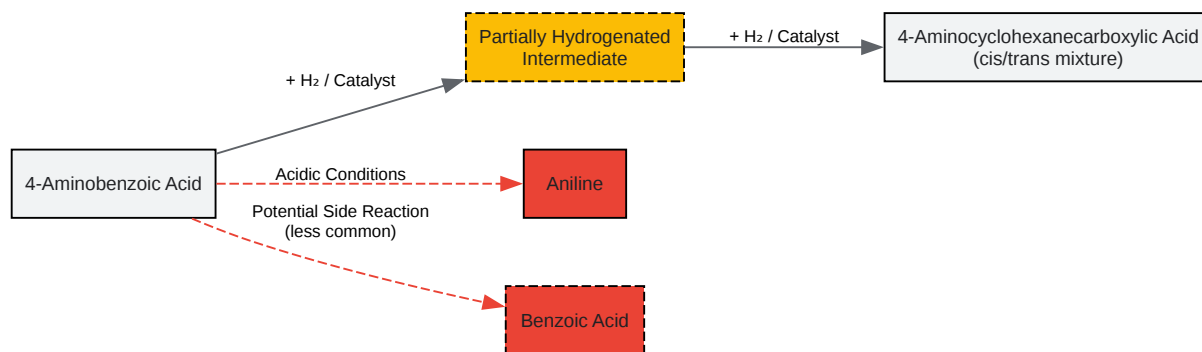 Partially Hydrogenated
Intermediate
+ H₂ / Catalyst
4-Aminocyclohexanecarboxylic Acid
(cis/trans mixture)
+ H₂ / Catalyst
4-Aminobenzoic Acid
Acidic Conditions
Aniline
Potential Side Reaction
(less common)
Benzoic Acid